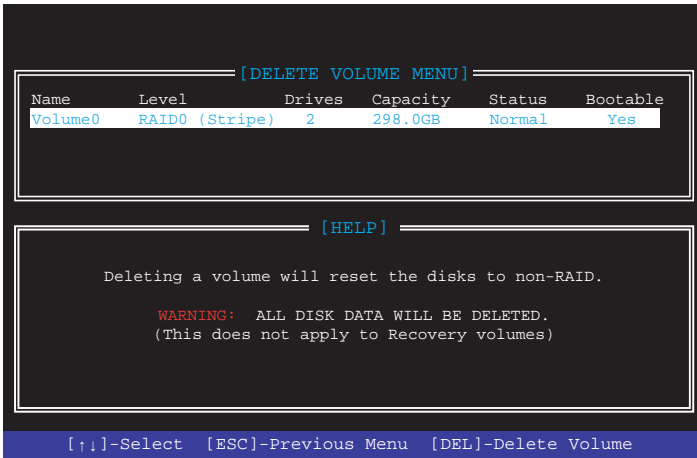 [DELETE VOLUME MENU]
Name Level Drives Capacity Status Bootable
Volume0 RAID0 (Stripe) 2 298.0GB Normal Yes
[HELP]
Deleting a volume will reset the disks to non-RAID.
WARNING: ALL DISK DATA WILL BE DELETED.
(This does not apply to Recovery volumes)
[↑↓]-Select [ESC]-Previous Menu [DEL]-Delete Volume